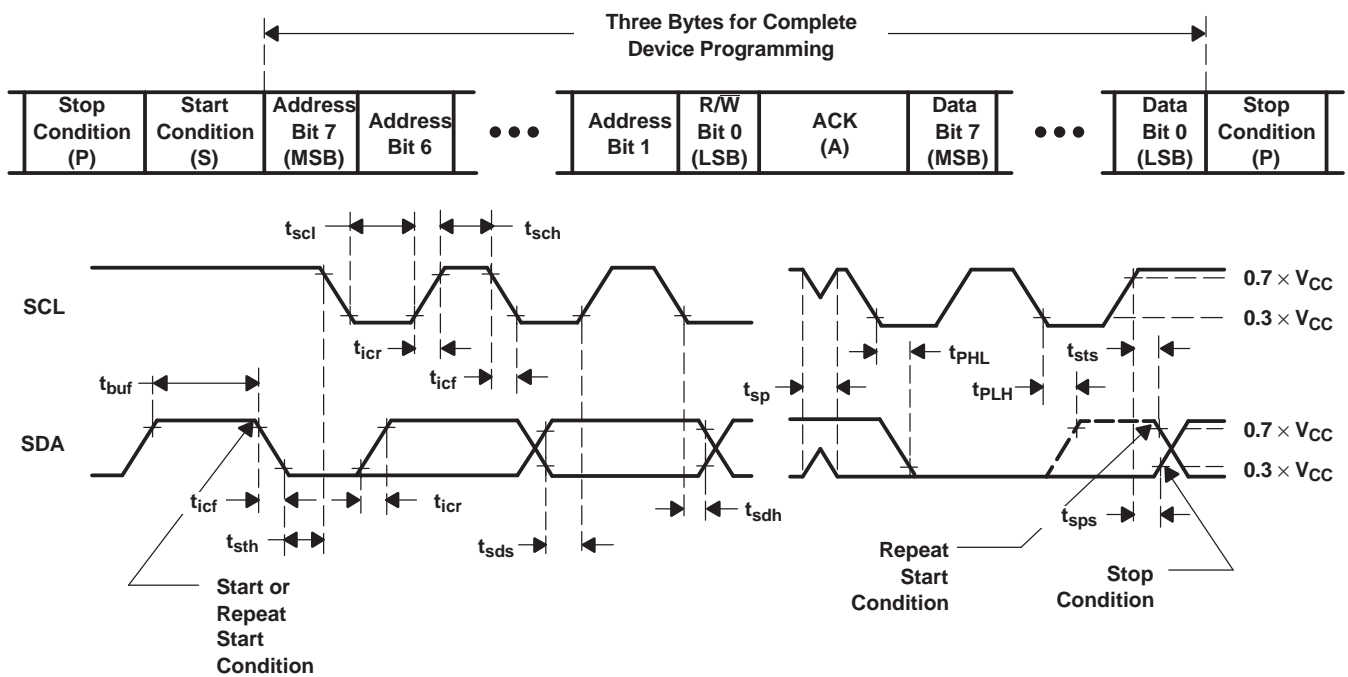 Three Bytes for Complete
Device Programming
Stop
Condition
(P)
Start
Condition
(S)
Address
Bit 7
(MSB)
Address
Bit 6
•••
Address
Bit 1
R/W̅
Bit 0
(LSB)
ACK
(A)
Data
Bit 7
(MSB)
•••
Data
Bit 0
(LSB)
Stop
Condition
(P)
tscl
tsch
SCL
0.7 × VCC
0.3 × VCC
ticr
ticf
tPHL
tsts
tbuf
tsp
tPLH
SDA
0.7 × VCC
0.3 × VCC
ticf
ticr
tsth
tsds
tsdh
tsps
Start or
Repeat
Start
Condition
Repeat
Start
Condition
Stop
Condition